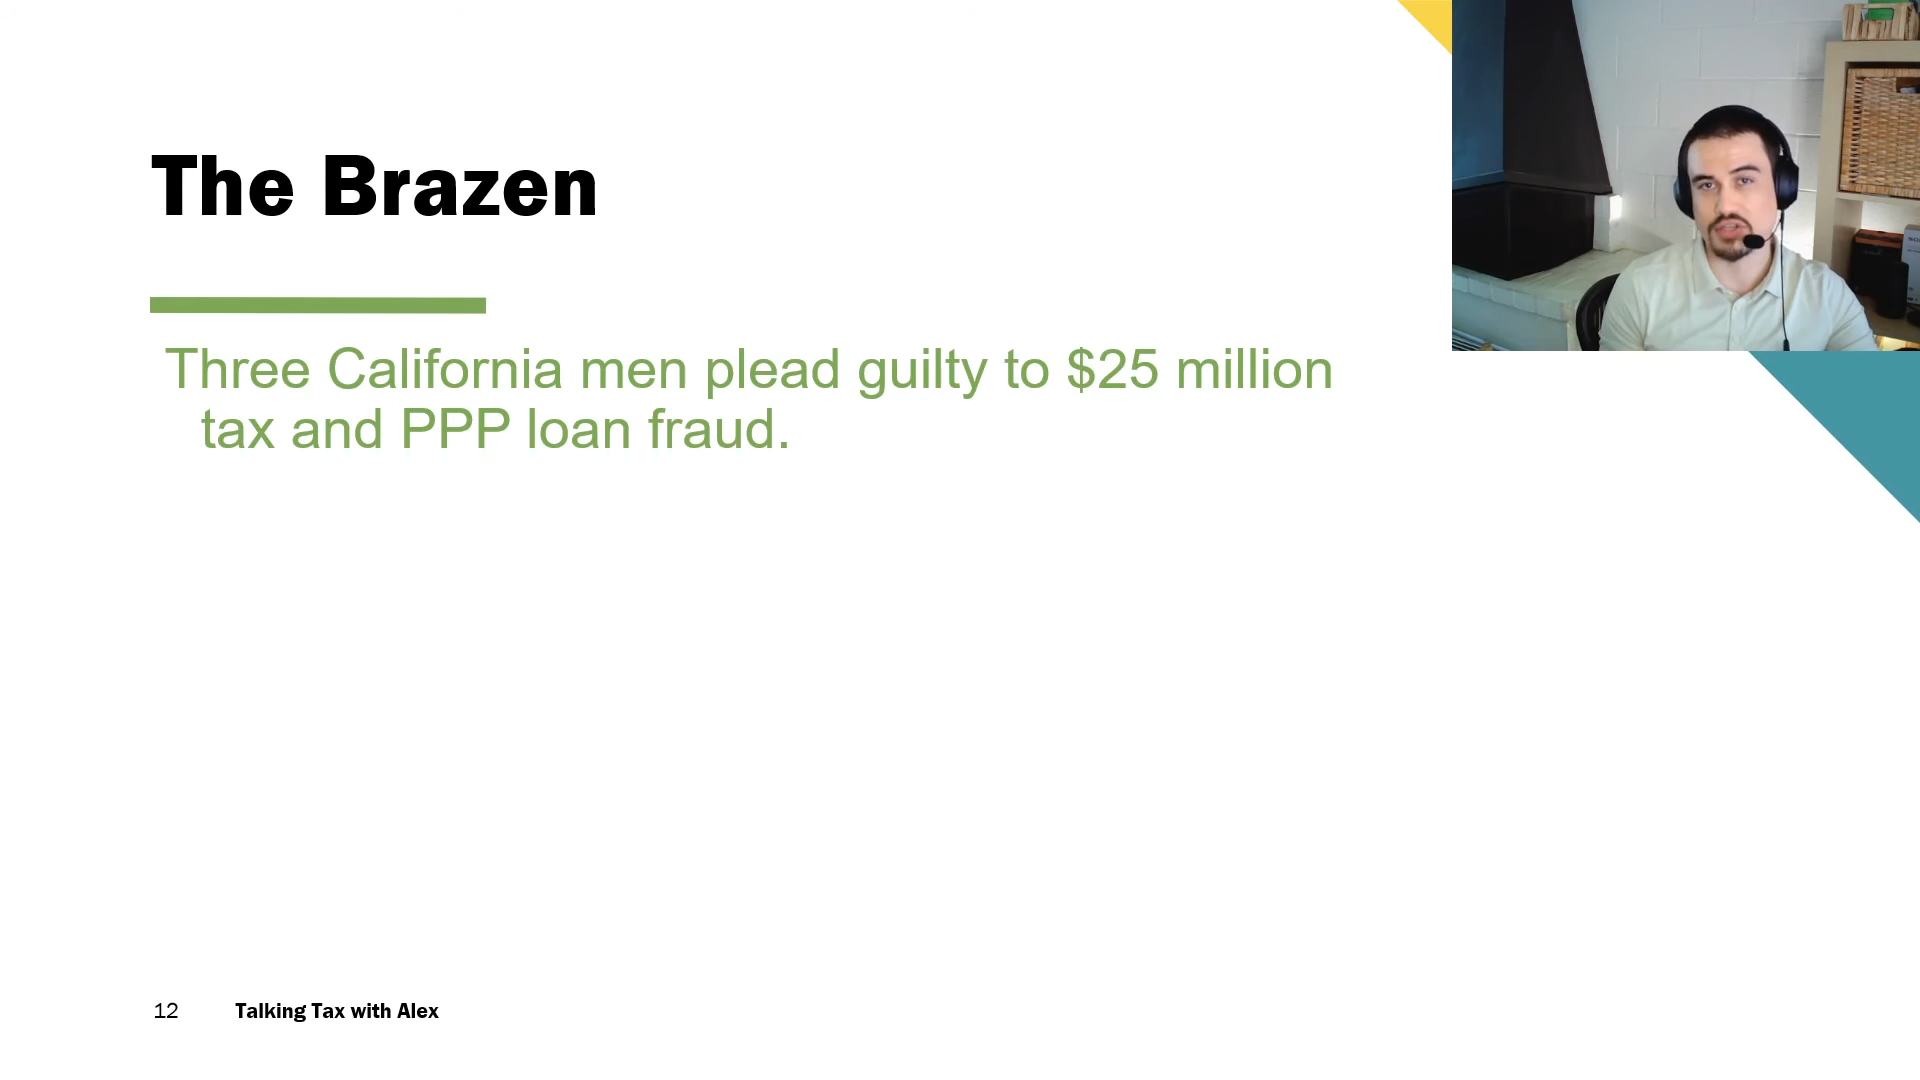 The Brazen
Three California men plead guilty to $25 million
tax and PPP loan fraud.
12
Talking Tax with Alex